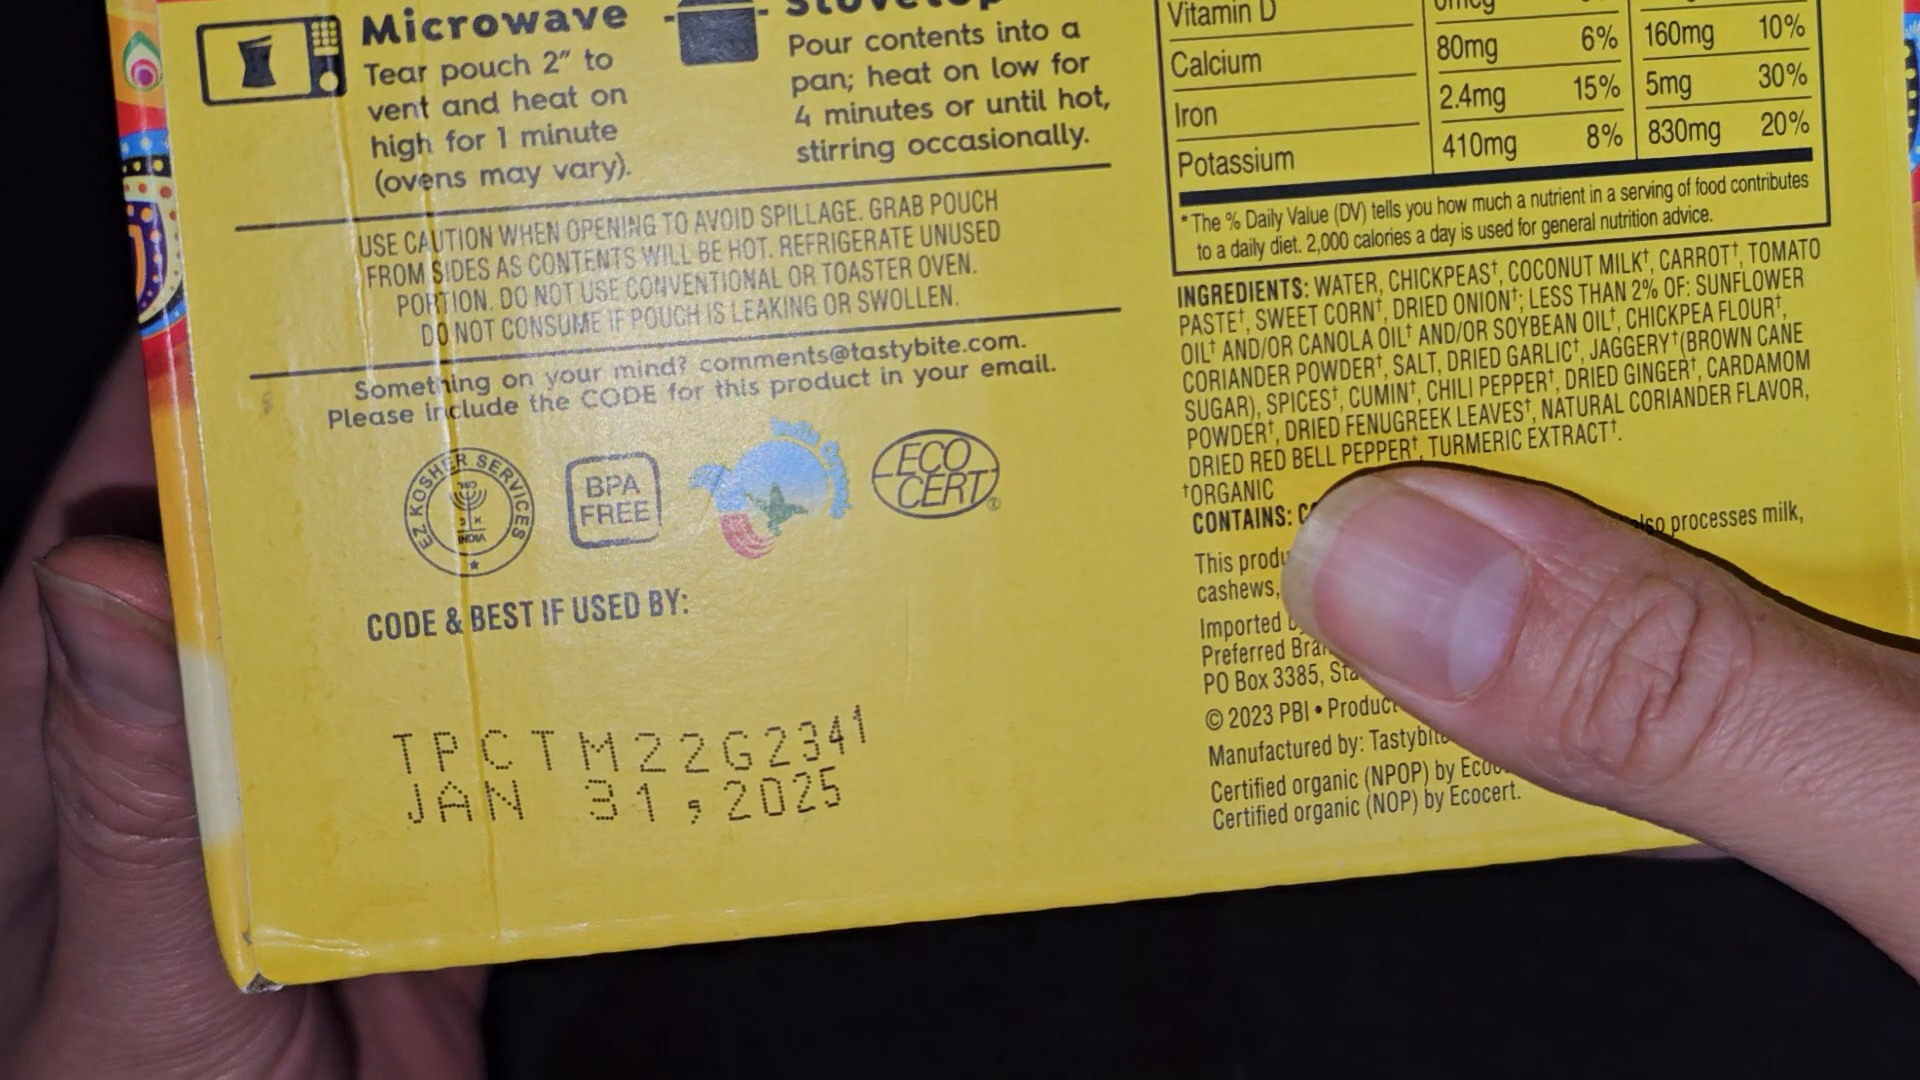 Microwave
Tear pouch 2" to
vent and heat on
high for 1 minute
(ovens may vary).
Stovetop
Pour contents into a
pan; heat on low for
4 minutes or until hot,
stirring occasionally.
USE CAUTION WHEN OPENING TO AVOID SPILLAGE. GRAB POUCH
FROM SIDES AS CONTENTS WILL BE HOT. REFRIGERATE UNUSED
PORTION. DO NOT USE CONVENTIONAL OR TOASTER OVEN.
DO NOT CONSUME IF POUCH IS LEAKING OR SWOLLEN.
Something on your mind? comments@tastybite.com.
Please include the CODE for this product in your email.
EZ KOSHER SERVICES
INDIA
BPA
FREE
India Organic
ECO
CERT
CODE & BEST IF USED BY:
TPCTM22G2341
JAN 31, 2025
Vitamin D 0mcg
Calcium 80mg 6% 160mg 10%
Iron 2.4mg 15% 5mg 30%
Potassium 410mg 8% 830mg 20%
* The % Daily Value (DV) tells you how much a nutrient in a serving of food contributes
to a daily diet. 2,000 calories a day is used for general nutrition advice.
INGREDIENTS: WATER, CHICKPEAS†, COCONUT MILK†, CARROT†, TOMATO
PASTE†, SWEET CORN†, DRIED ONION†; LESS THAN 2% OF: SUNFLOWER
OIL† AND/OR CANOLA OIL† AND/OR SOYBEAN OIL†, CHICKPEA FLOUR†,
CORIANDER POWDER†, SALT, DRIED GARLIC†, JAGGERY†(BROWN CANE
SUGAR), SPICES†, CUMIN†, CHILI PEPPER†, DRIED GINGER†, CARDAMOM
POWDER†, DRIED FENUGREEK LEAVES†, NATURAL CORIANDER FLAVOR,
DRIED RED BELL PEPPER†, TURMERIC EXTRACT†.
†ORGANIC
CONTAINS:
This also processes milk,
cashews,
Imported
Preferred
PO Box 3385,
© 2023 PBI •
Manufactured by:
Certified organic (NPOP) by
Certified organic (NOP) by Ecocert.